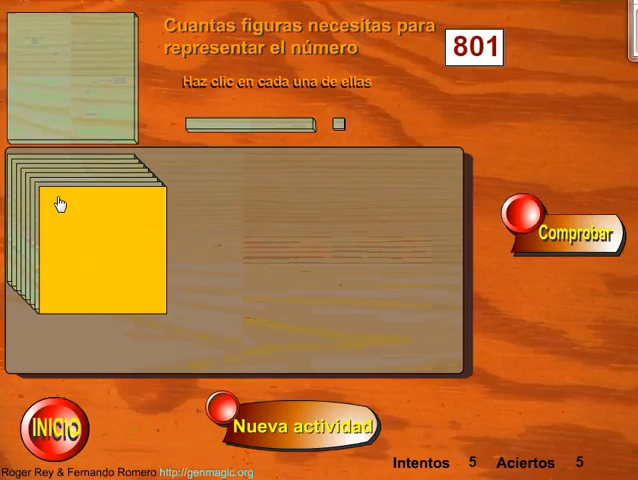 Cuantas figuras necesitas para
representar el número
801
Haz clic en cada una de ellas
Comprobar
INICIO
Nueva actividad
Intentos 5 Aciertos 5
Roger Rey & Fernando Romero http://genmagic.org